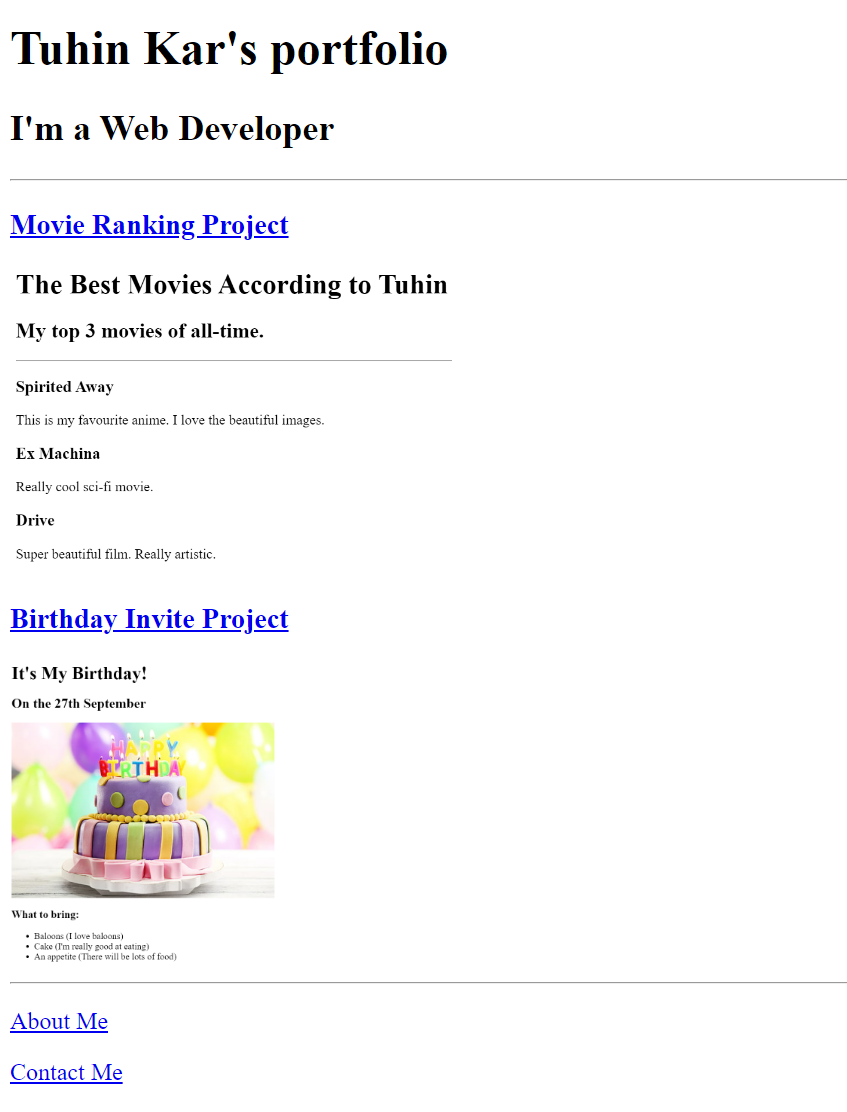 Tuhin Kar's portfolio
I'm a Web Developer
Movie Ranking Project
The Best Movies According to Tuhin
My top 3 movies of all-time.
Spirited Away
This is my favourite anime. I love the beautiful images.
Ex Machina
Really cool sci-fi movie.
Drive
Super beautiful film. Really artistic.
Birthday Invite Project
It's My Birthday!
On the 27th September
HAPPY
BIRTHDAY
What to bring:
Baloons (I love baloons)
Cake (I'm really good at eating)
An appetite (There will be lots of food)
About Me
Contact Me